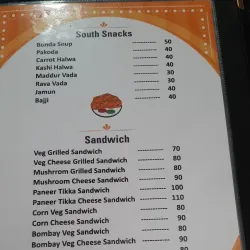 South Snacks
Bonda Soup ---------- 50
Pakoda ---------- 40
Carrot Halwa ---------- 40
Kashi Halwa ---------- 40
Maddur Vada ---------- 30
Rava Vada ---------- 30
Jamun ---------- 40
Bajji ---------- 40
Sandwich
Veg Grilled Sandwich ---------- 70
Veg Cheese Grilled Sandwich ---------- 80
Mushrrom Grilled Sandwich ---------- 80
Mushroom Cheese Sandwich ---------- 90
Paneer Tikka Sandwich ---------- 100
Paneer Tikka Cheese Sandwich ---------- 110
Corn Veg Sandwich ---------- 80
Corn Cheese Sandwich ---------- 90
Bombay Veg Sandwich ---------- 80
Bombay Veg Cheese Sandwich ---------- 90